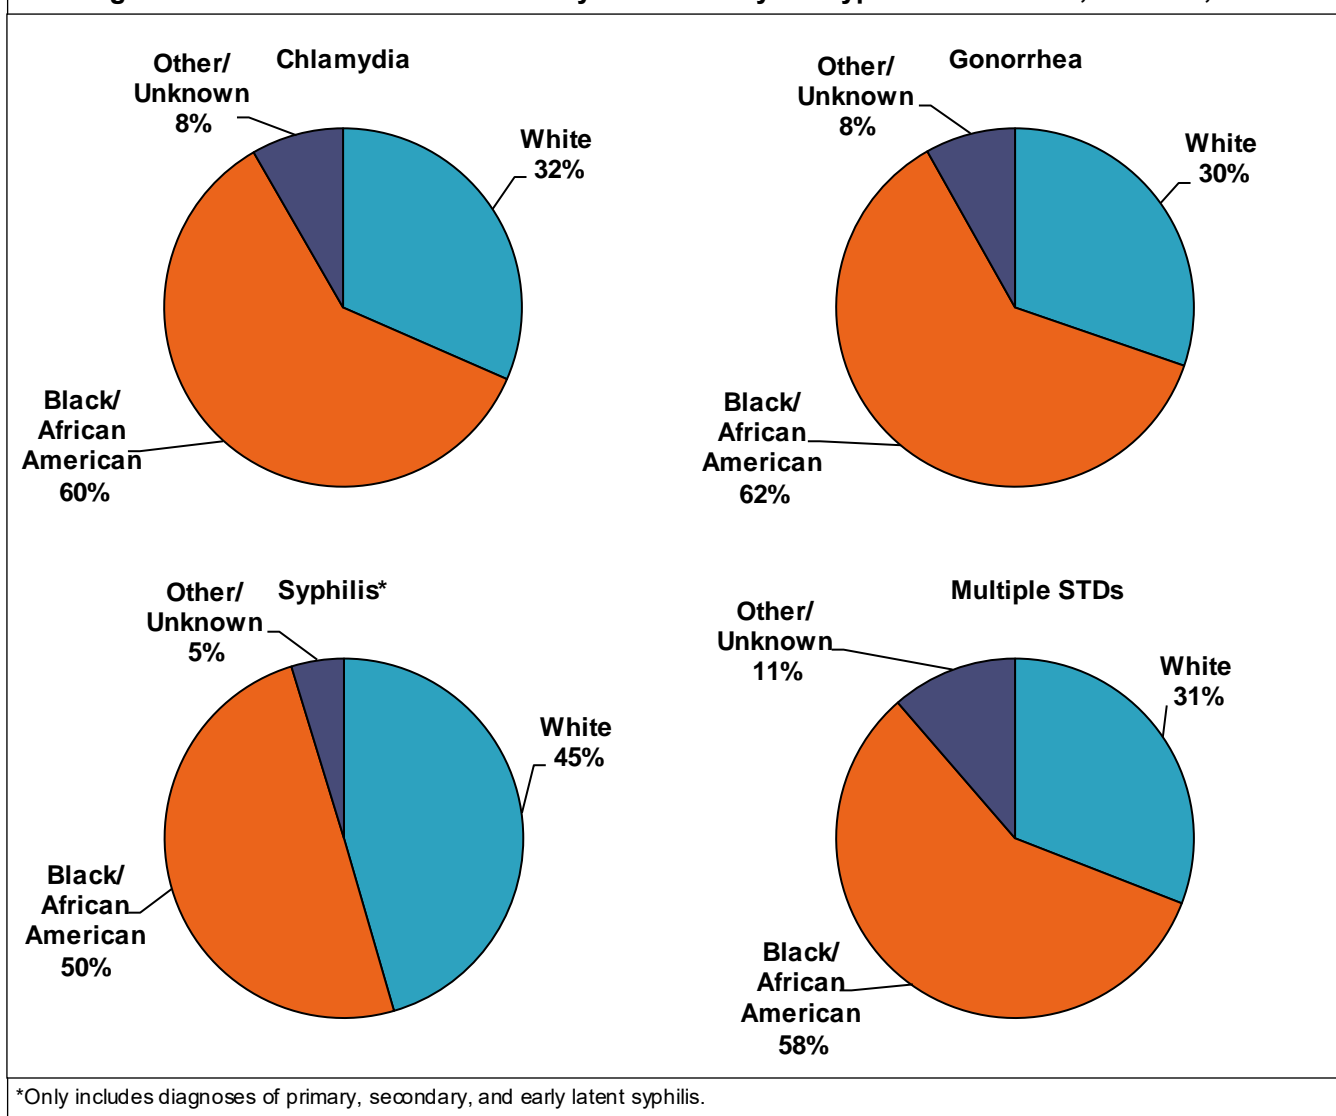 Chlamydia
Other/
Unknown
8%
White
32%
Black/
African
American
60%
Gonorrhea
Other/
Unknown
8%
White
30%
Black/
African
American
62%
Syphilis*
Other/
Unknown
5%
White
45%
Black/
African
American
50%
Multiple STDs
Other/
Unknown
11%
White
31%
Black/
African
American
58%
*Only includes diagnoses of primary, secondary, and early latent syphilis.